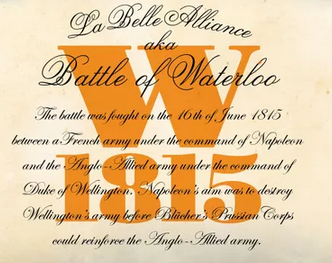 La Belle Alliance
aka
Battle of Waterloo
W
1815
The battle was fought on the 16th of June 1815
between a French army under the command of Napoleon
and the Anglo-Allied army under the command of
Duke of Wellington. Napoleon's aim was to destroy
Wellington's army before Blücher's Prussian Corps
could reinforce the Anglo-Allied army.